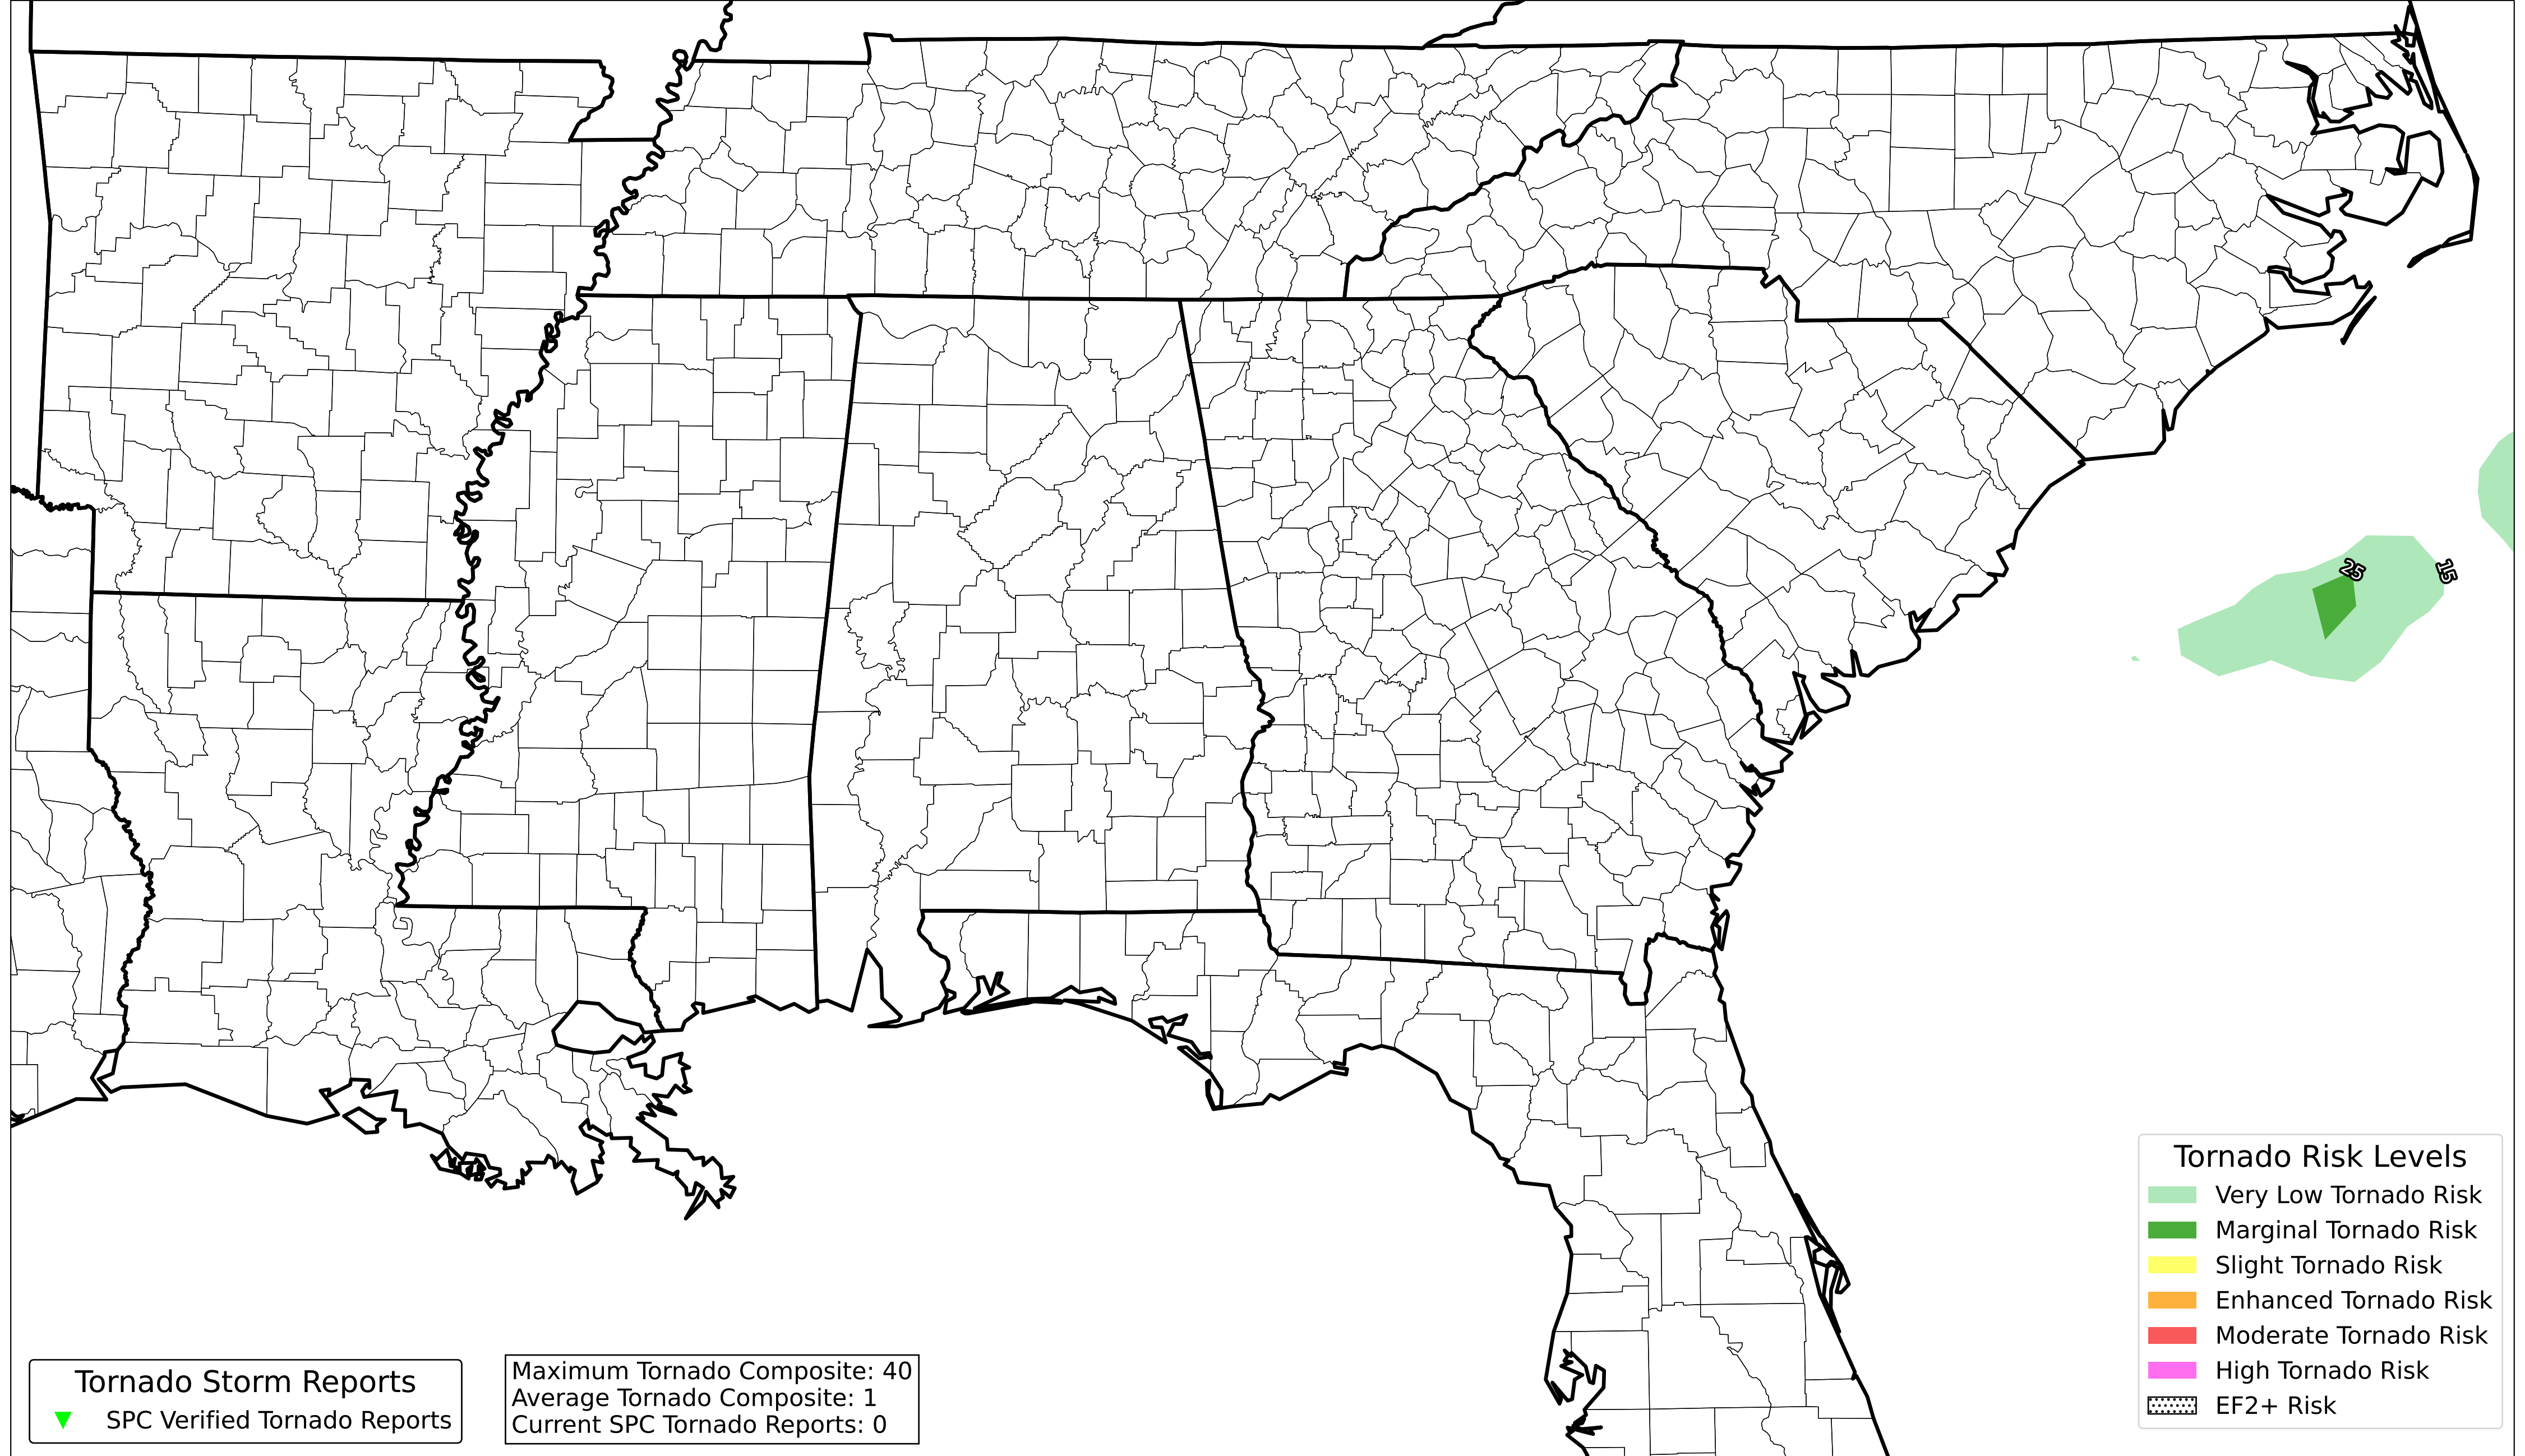 25
15
Tornado Risk Levels
Very Low Tornado Risk
Marginal Tornado Risk
Slight Tornado Risk
Enhanced Tornado Risk
Moderate Tornado Risk
High Tornado Risk
EF2+ Risk
Tornado Storm Reports
SPC Verified Tornado Reports
Maximum Tornado Composite: 40
Average Tornado Composite: 1
Current SPC Tornado Reports: 0